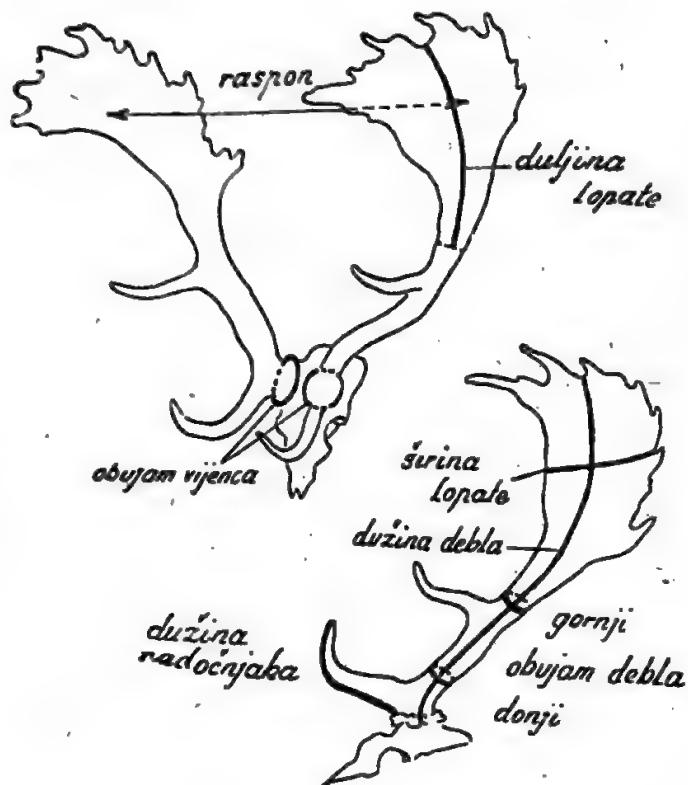 raspon
duljina
lopate
obujam vijenca
širina
lopate
dužina debla
dužina
radočnjaka
gornji
obujam debla
donji